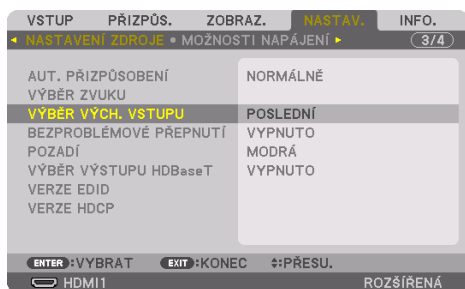 VSTUP PŘIZPŮS. ZOBRAZ. NASTAV. INFO.
NASTAVENÍ ZDROJE • MOŽNOSTI NAPÁJENÍ 3/4
AUT. PŘIZPŮSOBENÍ NORMÁLNĚ
VÝBĚR ZVUKU
VÝBĚR VÝCH. VSTUPU POSLEDNÍ
BEZPROBLÉMOVÉ PŘEPNUTÍ VYPNUTO
POZADÍ MODRÁ
VÝBĚR VÝSTUPU HDBaseT VYPNUTO
VERZE EDID
VERZE HDCP
ENTER :VYBRAT EXIT :KONEC :PŘESU.
HDMI1 ROZŠÍŘENÁ